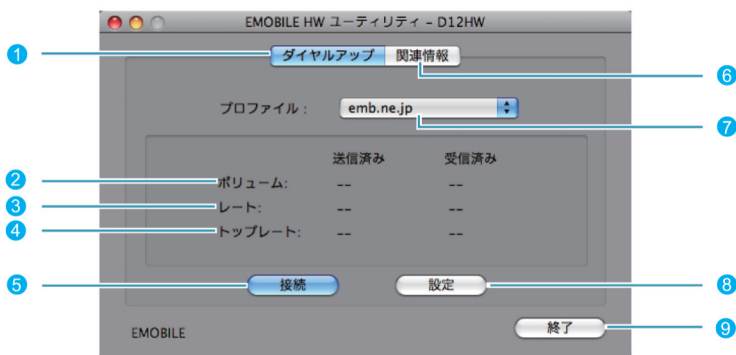 EMOBILE HW ユーティリティ – D12HW
1 ダイヤルアップ 関連情報 6
プロファイル : emb.ne.jp 7
送信済み 受信済み
2 ボリューム: -- --
3 レート: -- --
4 トップレート: -- --
5 接続 設定 8
EMOBILE 終了 9